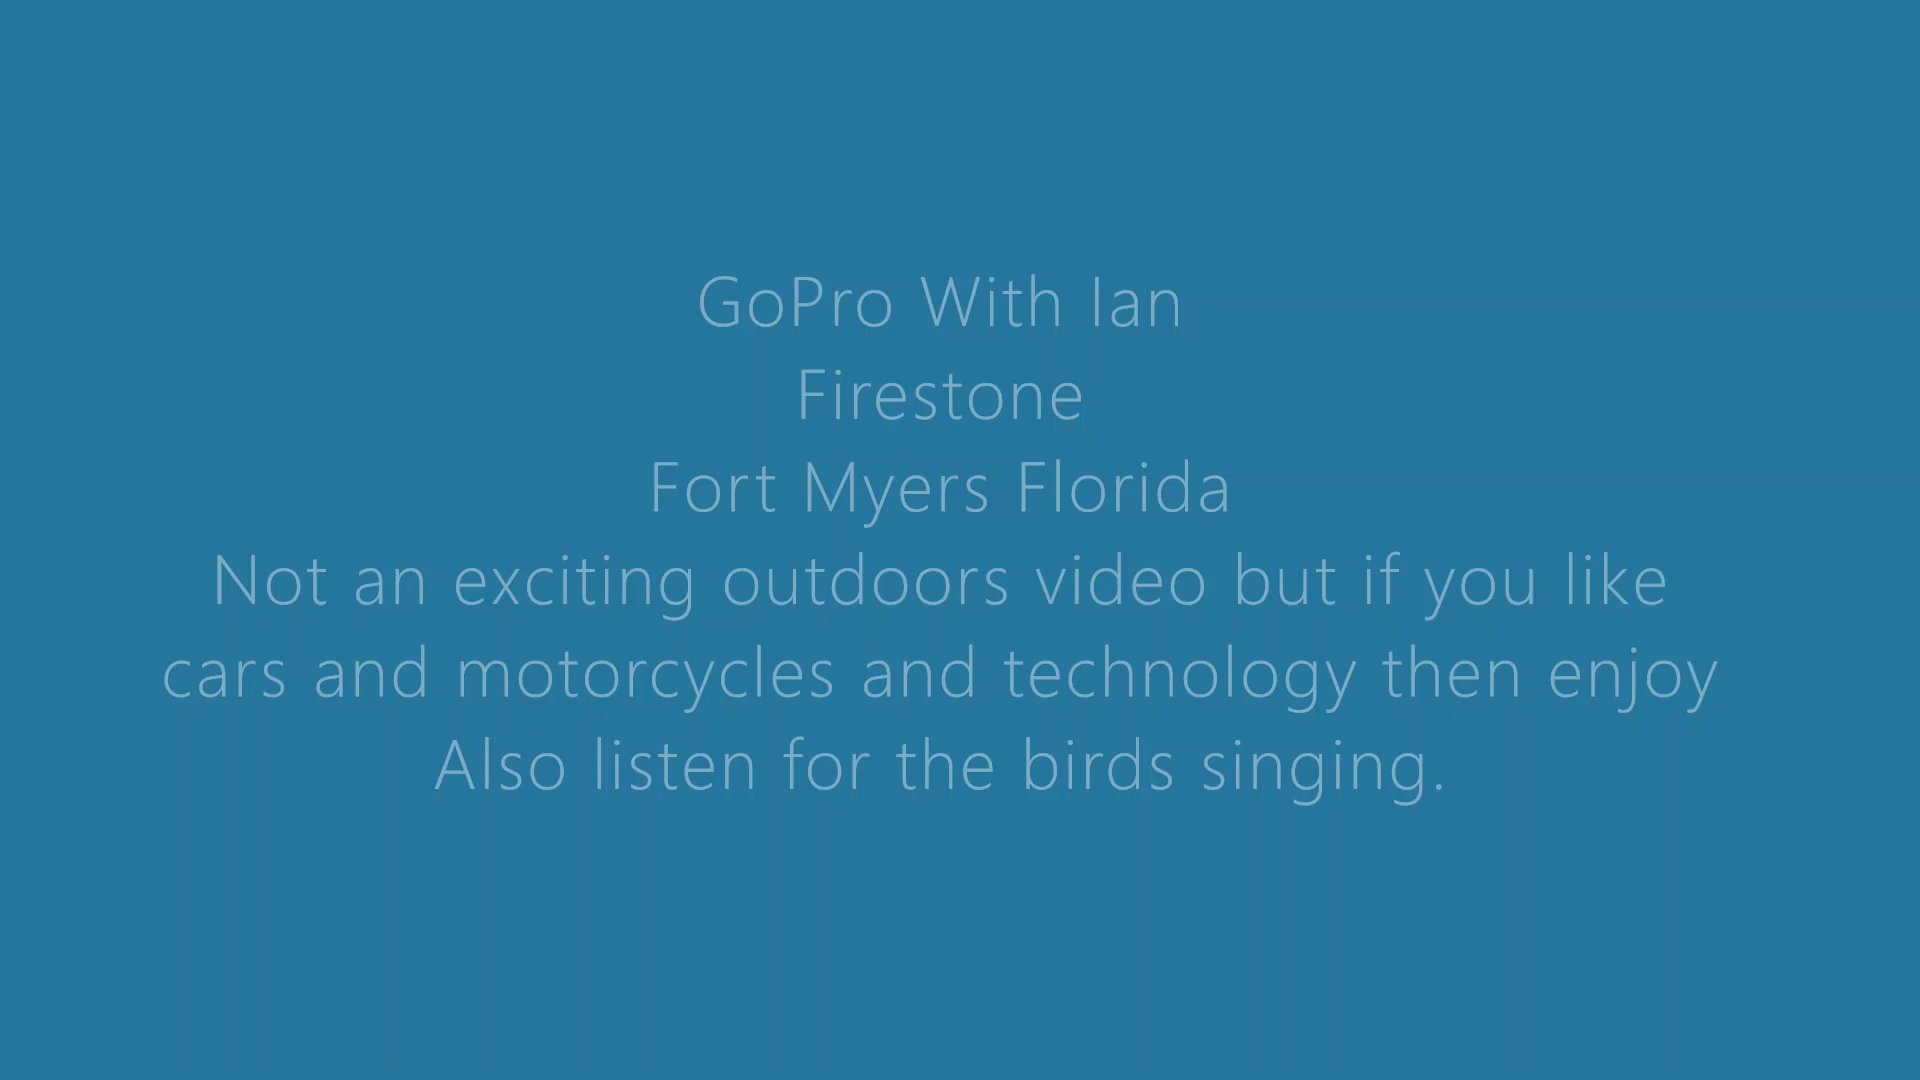 GoPro With Ian
Firestone
Fort Myers Florida
Not an exciting outdoors video but if you like
cars and motorcycles and technology then enjoy
Also listen for the birds singing.